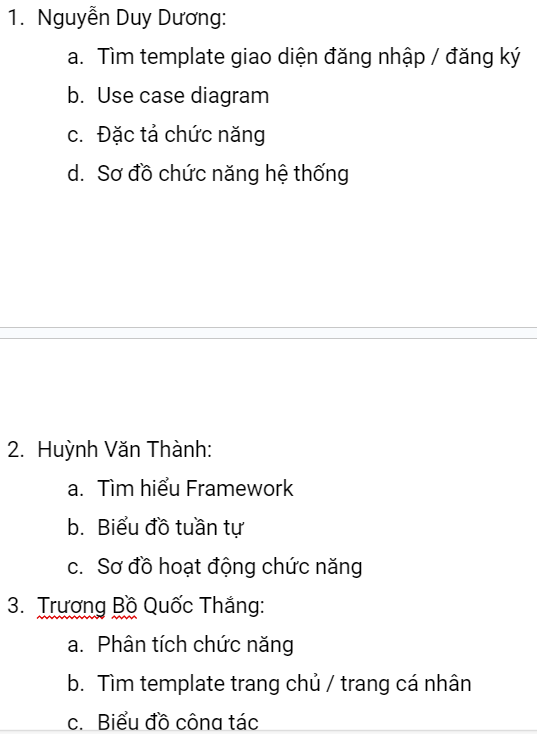 1. Nguyễn Duy Dương:
a. Tìm template giao diện đăng nhập / đăng ký
b. Use case diagram
c. Đặc tả chức năng
d. Sơ đồ chức năng hệ thống
2. Huỳnh Văn Thành:
a. Tìm hiểu Framework
b. Biểu đồ tuần tự
c. Sơ đồ hoạt động chức năng
3. Trương Bồ Quốc Thắng:
a. Phân tích chức năng
b. Tìm template trang chủ / trang cá nhân
c. Biểu đồ công tác